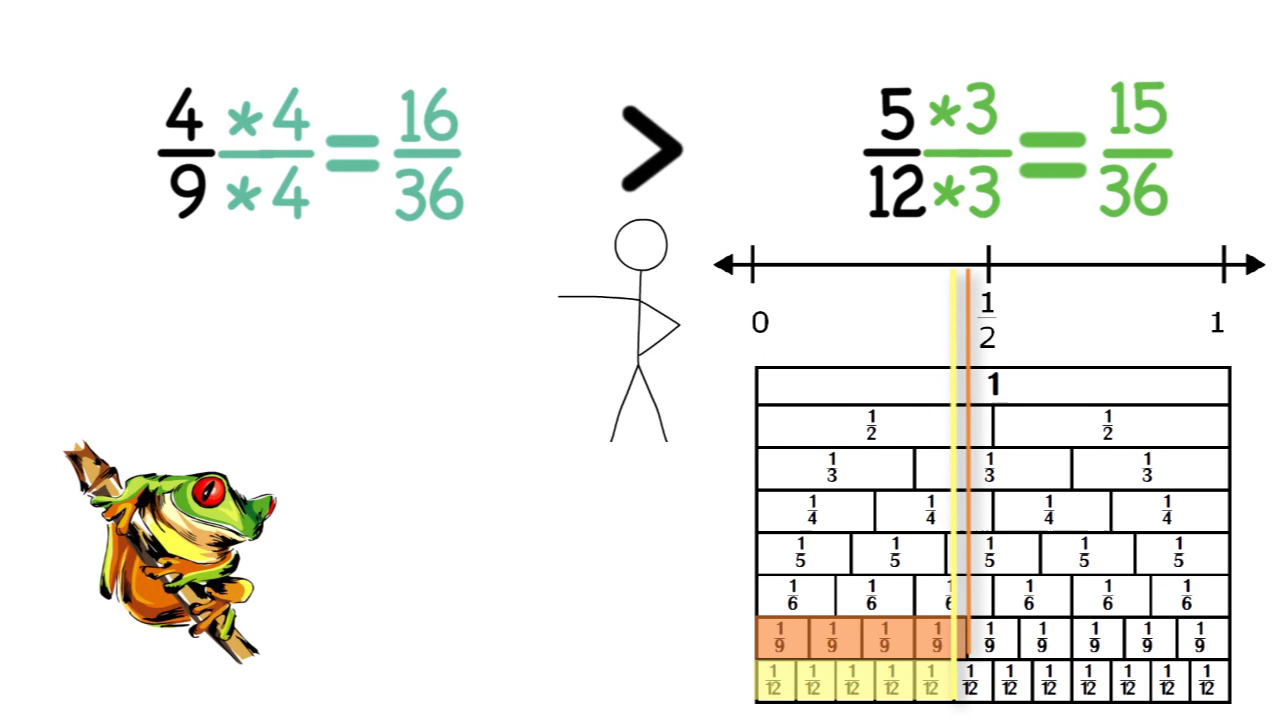 4/9 *4/*4 = 16/36 > 5/12 *3/*3 = 15/36
0 1/2 1
1
1/2 1/2
1/3 1/3 1/3
1/4 1/4 1/4 1/4
1/5 1/5 1/5 1/5 1/5
1/6 1/6 1/6 1/6 1/6 1/6
1/9 1/9 1/9 1/9 1/9 1/9 1/9 1/9 1/9
1/12 1/12 1/12 1/12 1/12 1/12 1/12 1/12 1/12 1/12 1/12 1/12